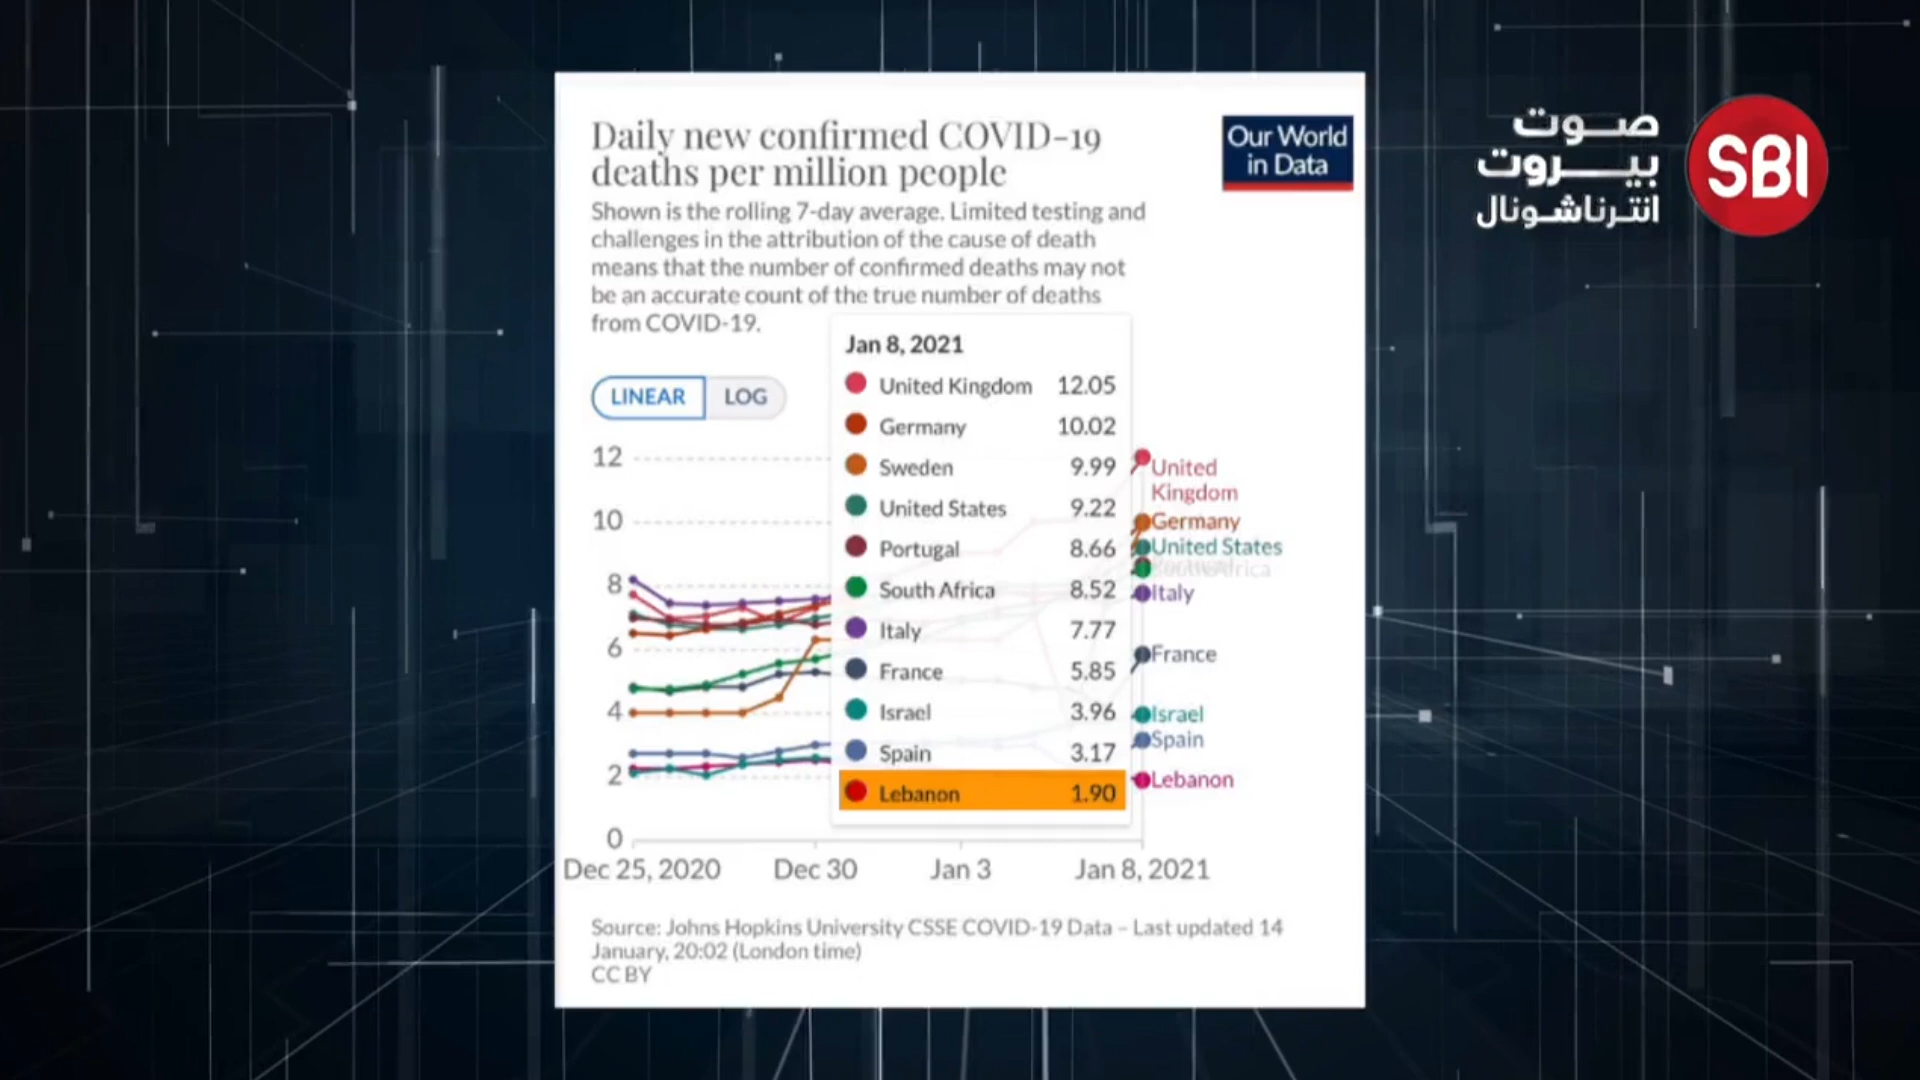 Daily new confirmed COVID-19
deaths per million people
Our World
in Data
صوت
بيروت
انترناشونال
SBI
Shown is the rolling 7-day average. Limited testing and
challenges in the attribution of the cause of death
means that the number of confirmed deaths may not
be an accurate count of the true number of deaths
from COVID-19.
LINEAR LOG
Jan 8, 2021
United Kingdom 12.05
Germany 10.02
Sweden 9.99
United States 9.22
Portugal 8.66
South Africa 8.52
Italy 7.77
France 5.85
Israel 3.96
Spain 3.17
Lebanon 1.90
12
10
8
6
4
2
0
United
Kingdom
Germany
United States
Italy
France
Israel
Spain
Lebanon
Dec 25, 2020 Dec 30 Jan 3 Jan 8, 2021
Source: Johns Hopkins University CSSE COVID-19 Data – Last updated 14
January, 20:02 (London time)
CC BY